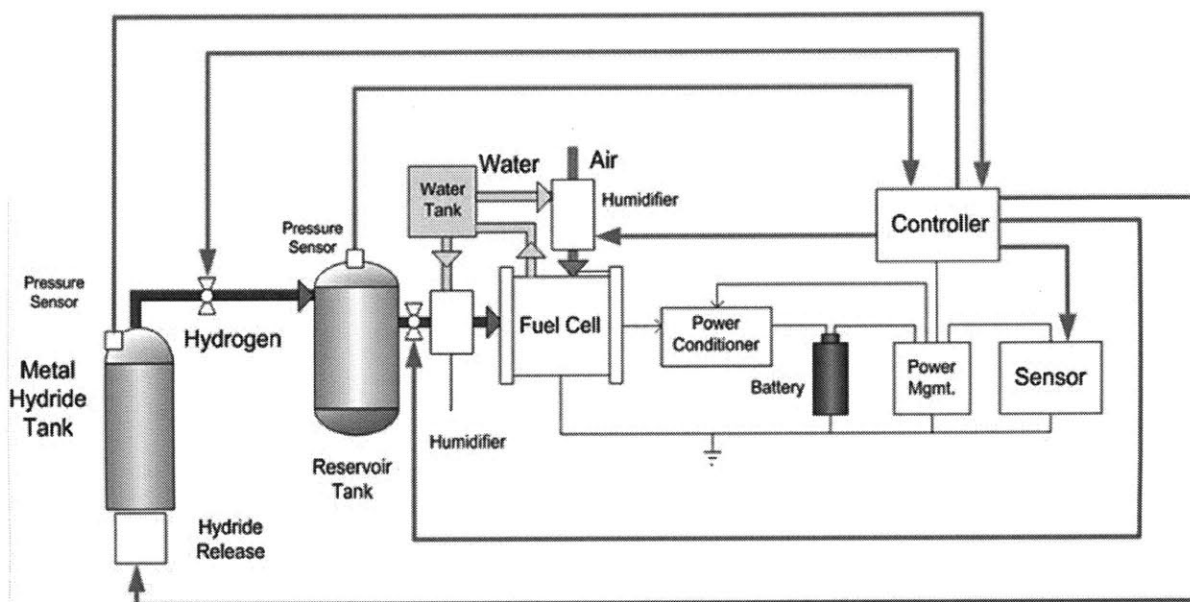 Water
Air
Water
Tank
Humidifier
Controller
Pressure
Sensor
Pressure
Sensor
Hydrogen
Fuel Cell
Power
Conditioner
Metal
Hydride
Tank
Battery
Power
Mgmt.
Sensor
Humidifier
Reservoir
Tank
Hydride
Release